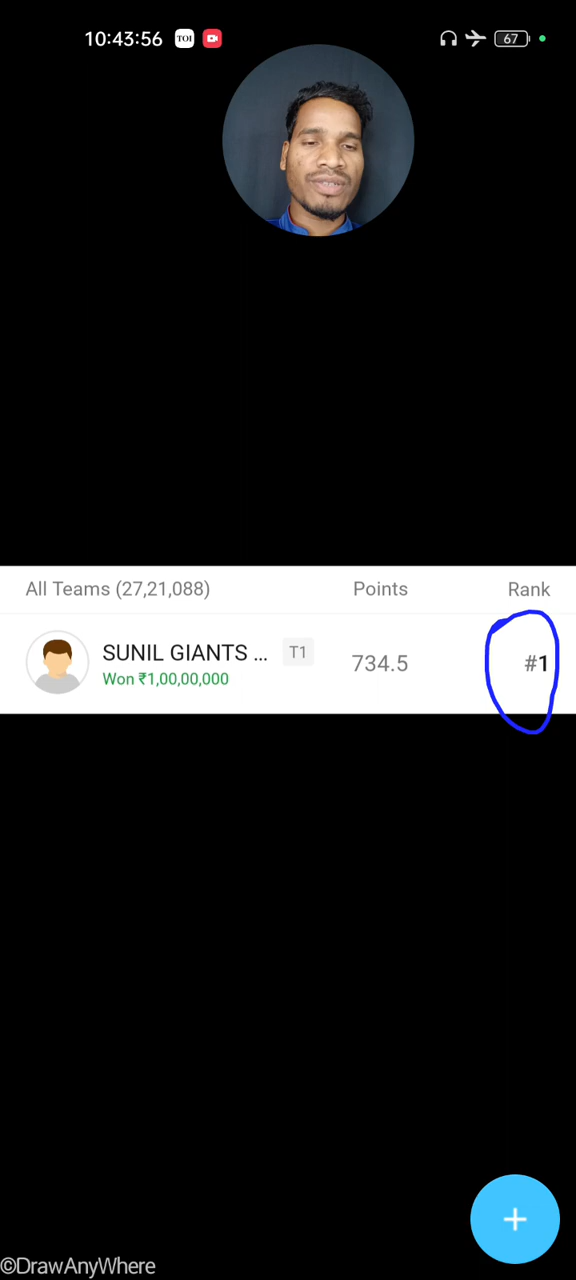 10:43:56 TOI 67
All Teams (27,21,088) Points Rank
SUNIL GIANTS ... T1 734.5 #1
Won ₹1,00,00,000
+
©DrawAnyWhere